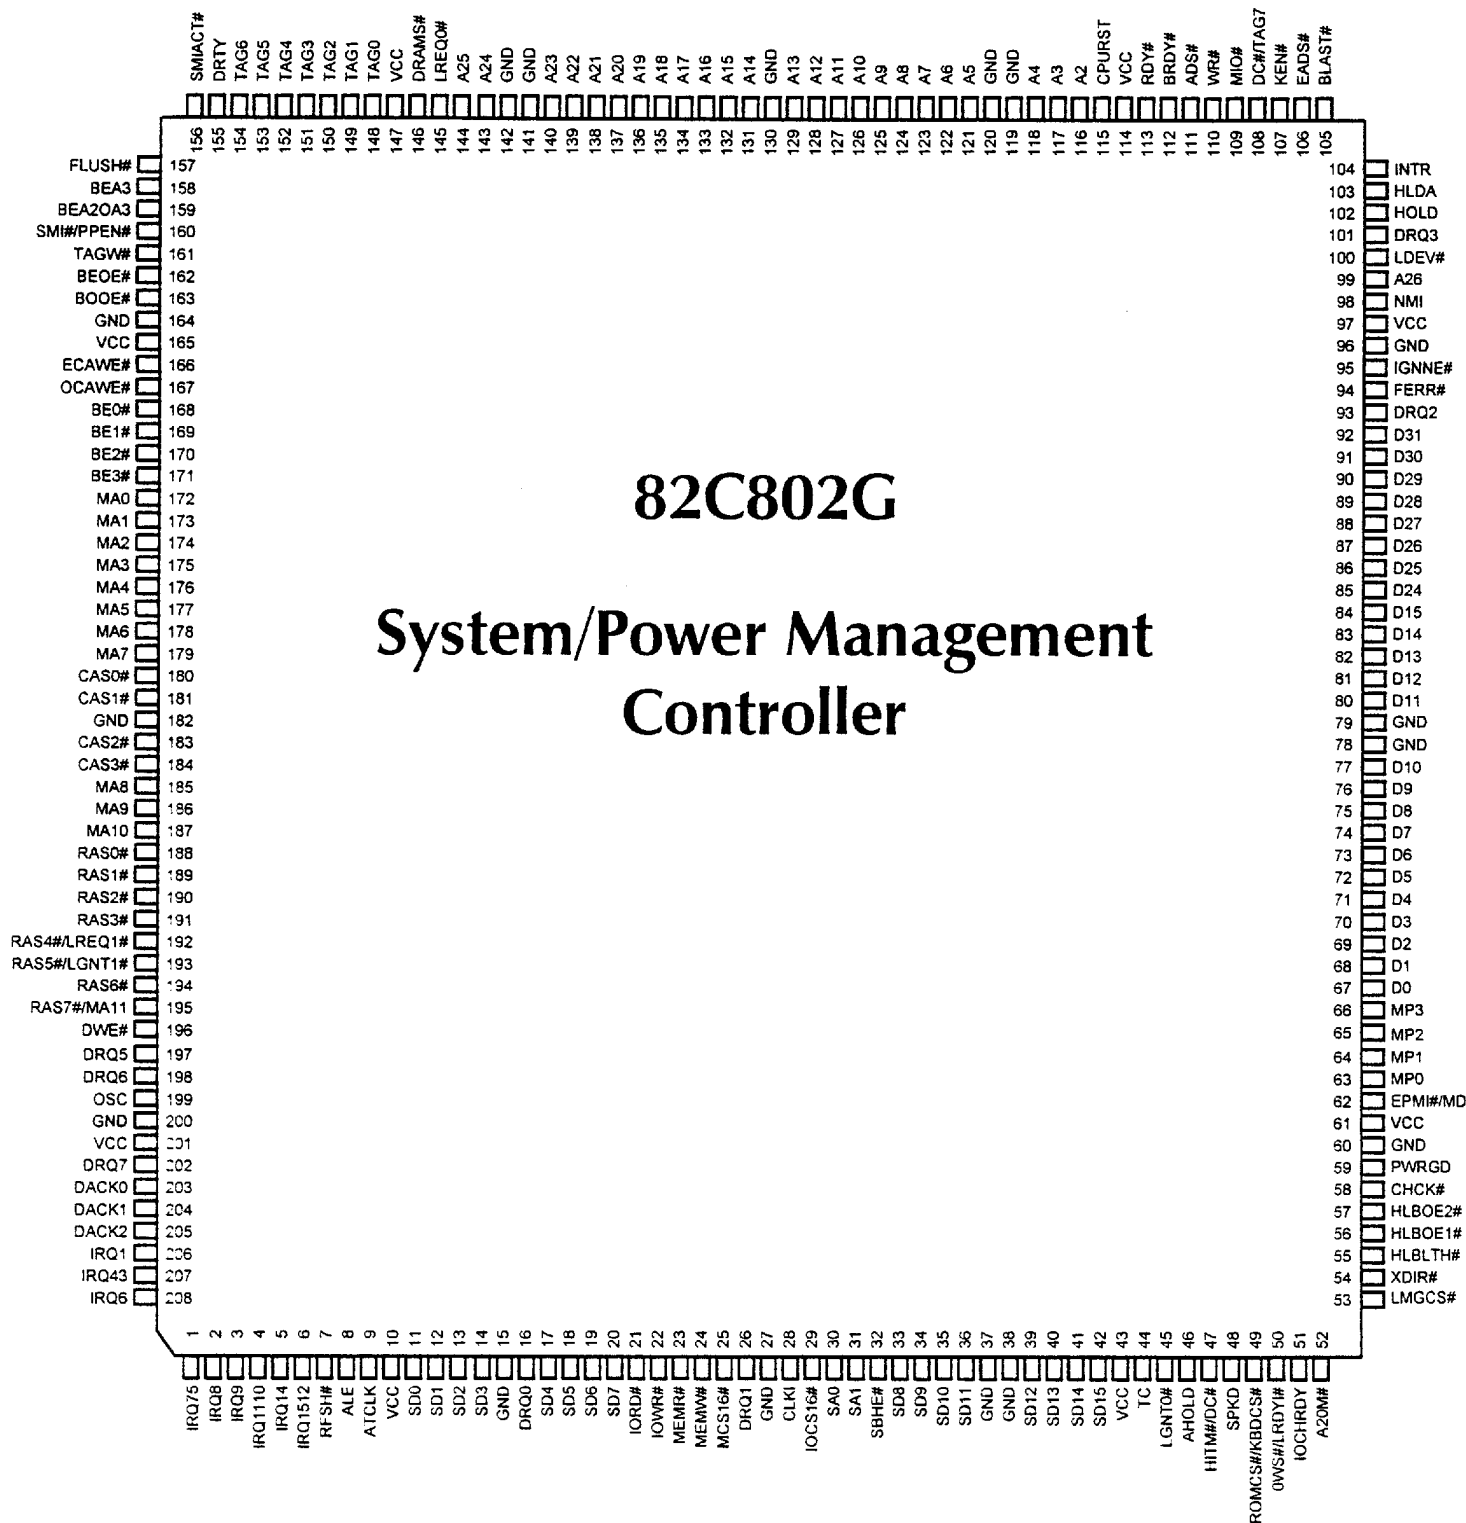 SMIACT# DRTY TAG6 TAG5 TAG4 TAG3 TAG2 TAG1 TAG0 VCC DRAMS# LREQ0# A25 A24 GND GND A23 A22 A21 A20 A19 A18 A17 A16 A15 A14 GND A13 A12 A11 A10 A9 A8 A7 A6 A5 GND GND A4 A3 A2 CPURST VCC RDY# BRDY# ADS# WR# MIO# DC#/TAG7 KEN# EADS# BLAST#
156 155 154 153 152 151 150 149 148 147 146 145 144 143 142 141 140 139 138 137 136 135 134 133 132 131 130 129 128 127 126 125 124 123 122 121 120 119 118 117 116 115 114 113 112 111 110 109 108 107 106 105
FLUSH# 157
BEA3 158
BEA2OA3 159
SMI#/PPEN# 160
TAGW# 161
BEOE# 162
BOOE# 163
GND 164
VCC 165
ECAWE# 166
OCAWE# 167
BE0# 168
BE1# 169
BE2# 170
BE3# 171
MA0 172
MA1 173
MA2 174
MA3 175
MA4 176
MA5 177
MA6 178
MA7 179
CAS0# 180
CAS1# 181
GND 182
CAS2# 183
CAS3# 184
MA8 185
MA9 186
MA10 187
RAS0# 188
RAS1# 189
RAS2# 190
RAS3# 191
RAS4#/LREQ1# 192
RAS5#/LGNT1# 193
RAS6# 194
RAS7#/MA11 195
DWE# 196
DRQ5 197
DRQ6 198
OSC 199
GND 200
VCC 201
DRQ7 202
DACK0 203
DACK1 204
DACK2 205
IRQ1 206
IRQ43 207
IRQ6 208
82C802G
System/Power Management
Controller
104 INTR
103 HLDA
102 HOLD
101 DRQ3
100 LDEV#
99 A26
98 NMI
97 VCC
96 GND
95 IGNNE#
94 FERR#
93 DRQ2
92 D31
91 D30
90 D29
89 D28
88 D27
87 D26
86 D25
85 D24
84 D15
83 D14
82 D13
81 D12
80 D11
79 GND
78 GND
77 D10
76 D9
75 D8
74 D7
73 D6
72 D5
71 D4
70 D3
69 D2
68 D1
67 D0
66 MP3
65 MP2
64 MP1
63 MP0
62 EPMI#/MD
61 VCC
60 GND
59 PWRGD
58 CHCK#
57 HLBOE2#
56 HLBOE1#
55 HLBLTH#
54 XDIR#
53 LMGCS#
1 2 3 4 5 6 7 8 9 10 11 12 13 14 15 16 17 18 19 20 21 22 23 24 25 26 27 28 29 30 31 32 33 34 35 36 37 38 39 40 41 42 43 44 45 46 47 48 49 50 51 52
IRQ75 IRQ8 IRQ9 IRQ1110 IRQ14 IRQ1512 RFSH# ALE ATCLK VCC SD0 SD1 SD2 SD3 GND DRQ0 SD4 SD5 SD6 SD7 IORD# IOWR# MEMR# MEMW# MCS16# DRQ1 GND CLKI IOCS16# SA0 SA1 SBHE# SD8 SD9 SD10 SD11 GND GND SD12 SD13 SD14 SD15 VCC TC LGNT0# AHOLD HITM#/DC# SPKD ROMCS#/KBDCS# 0WS#/LRDYI# IOCHRDY A20M#